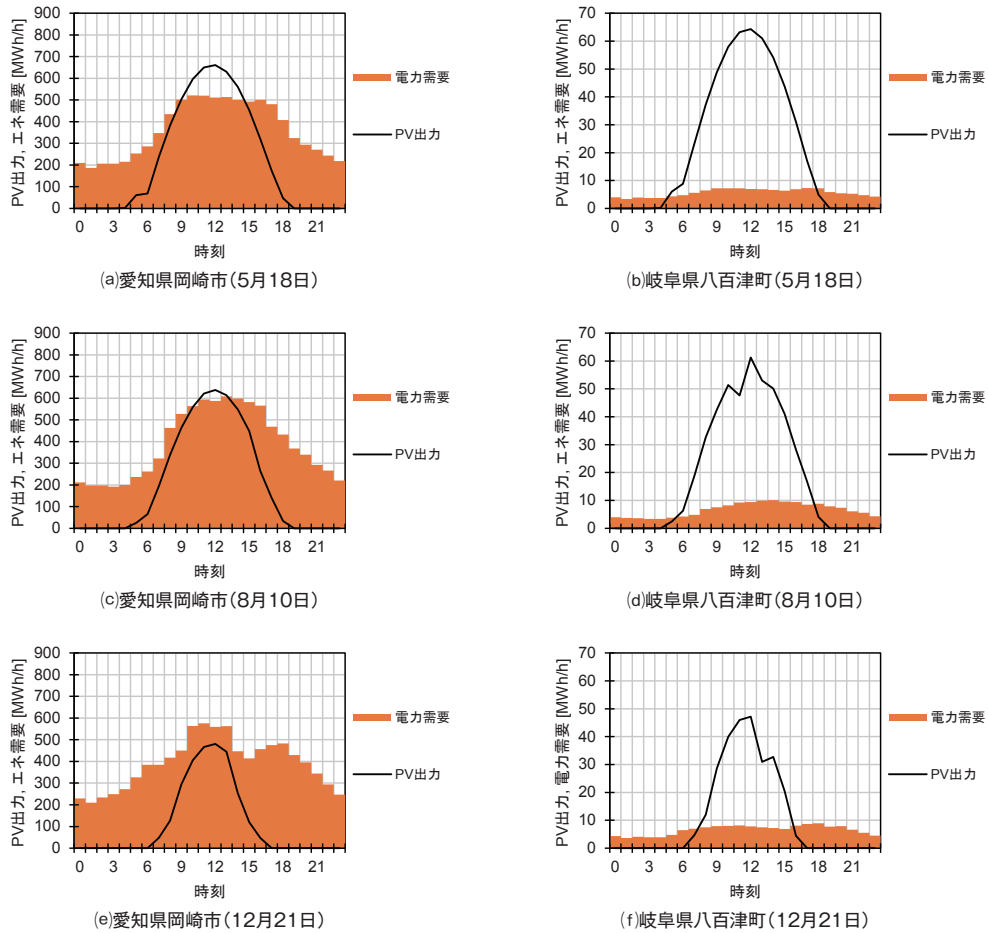 PV出力, エネ需要 [MWh/h]
900
800
700
600
500
400
300
200
100
0
0 3 6 9 12 15 18 21
時刻
電力需要
PV出力
(a)愛知県岡崎市(5月18日)
PV出力, エネ需要 [MWh/h]
70
60
50
40
30
20
10
0
0 3 6 9 12 15 18 21
時刻
電力需要
PV出力
(b)岐阜県八百津町(5月18日)
PV出力, エネ需要 [MWh/h]
900
800
700
600
500
400
300
200
100
0
0 3 6 9 12 15 18 21
時刻
電力需要
PV出力
(c)愛知県岡崎市(8月10日)
PV出力, エネ需要 [MWh/h]
70
60
50
40
30
20
10
0
0 3 6 9 12 15 18 21
時刻
電力需要
PV出力
(d)岐阜県八百津町(8月10日)
PV出力, エネ需要 [MWh/h]
900
800
700
600
500
400
300
200
100
0
0 3 6 9 12 15 18 21
時刻
電力需要
PV出力
(e)愛知県岡崎市(12月21日)
PV出力, 電力需要 [MWh/h]
70
60
50
40
30
20
10
0
0 3 6 9 12 15 18 21
時刻
電力需要
PV出力
(f)岐阜県八百津町(12月21日)